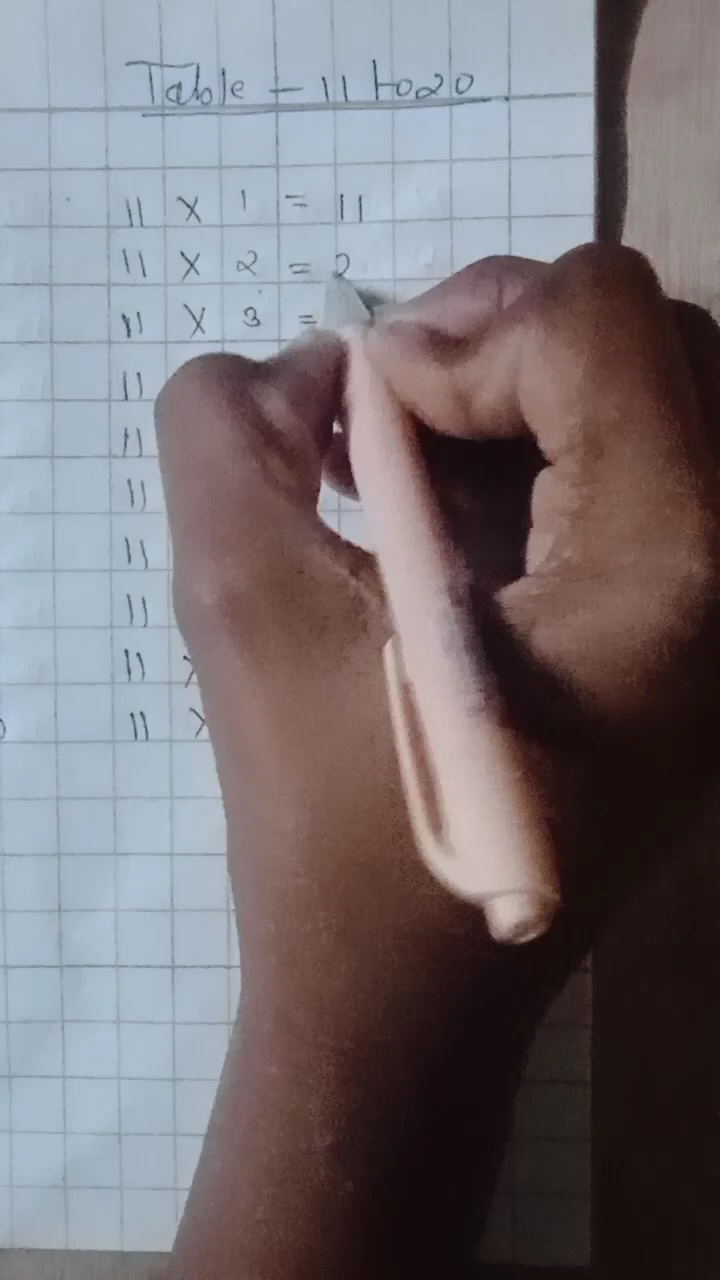 Table - 11 to 20
11 X 1 = 11
11 X 2 = 2
11 X 3 =
11
11
11
11
11
11 X
11 X